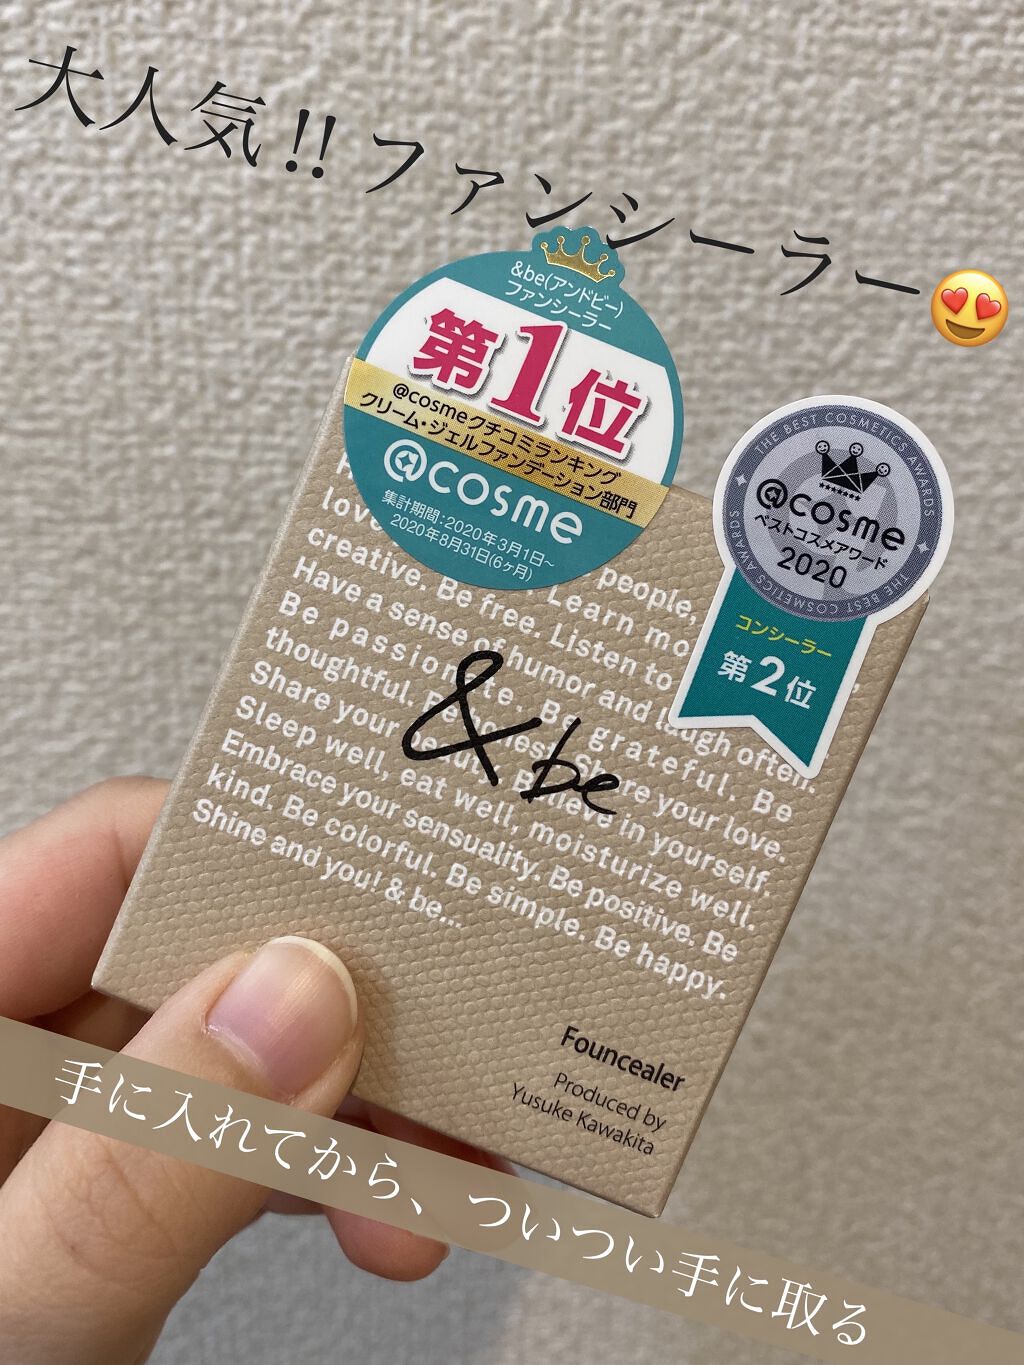 大人気!!ファンシーラー
&be(アンドビー)
ファンシーラー
第1位
@cosmeクチコミランキング
クリーム・ジェルファンデーション部門
@cosme
集計期間:2020年3月1日~
2020年8月31日(6ヶ月)
THE BEST COSMETICS AWARDS
@cosme
ベストコスメアワード
2020
THE BEST COSMETICS AWARDS
コンシーラー
第2位
love people,
creative. Be free. Learn mo
Have a sense of humor and laugh often.
Be passionate. Be grateful. Be
thoughtful. Be honest. Share your love.
Share your beauty. Believe in yourself.
Sleep well, eat well, moisturize well.
Embrace your sensuality. Be positive. Be
kind. Be colorful. Be simple. Be happy.
Shine and you! & be...
&be
Founcealer
Produced by
Yusuke Kawakita
手に入れてから、ついつい手に取る